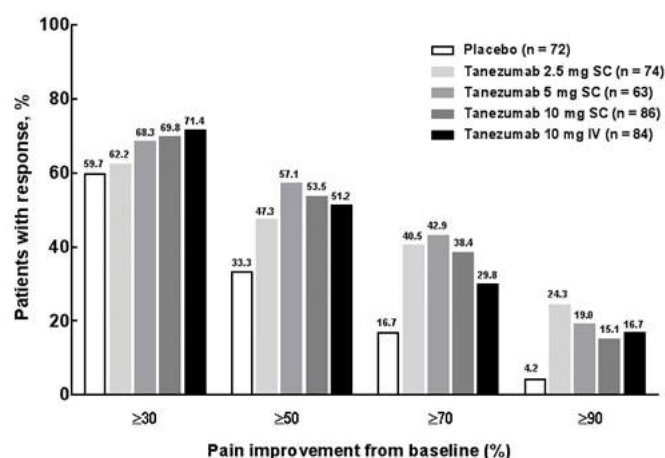 100
80
60
40
20
0
Patients with response, %
Placebo (n = 72)
Tanezumab 2.5 mg SC (n = 74)
Tanezumab 5 mg SC (n = 63)
Tanezumab 10 mg SC (n = 86)
Tanezumab 10 mg IV (n = 84)
59.7 62.2 68.3 69.8 71.4
33.3 47.3 57.1 53.5 51.2
16.7 40.5 42.9 38.4 29.8
4.2 24.3 19.0 15.1 16.7
≥30 ≥50 ≥70 ≥90
Pain improvement from baseline (%)